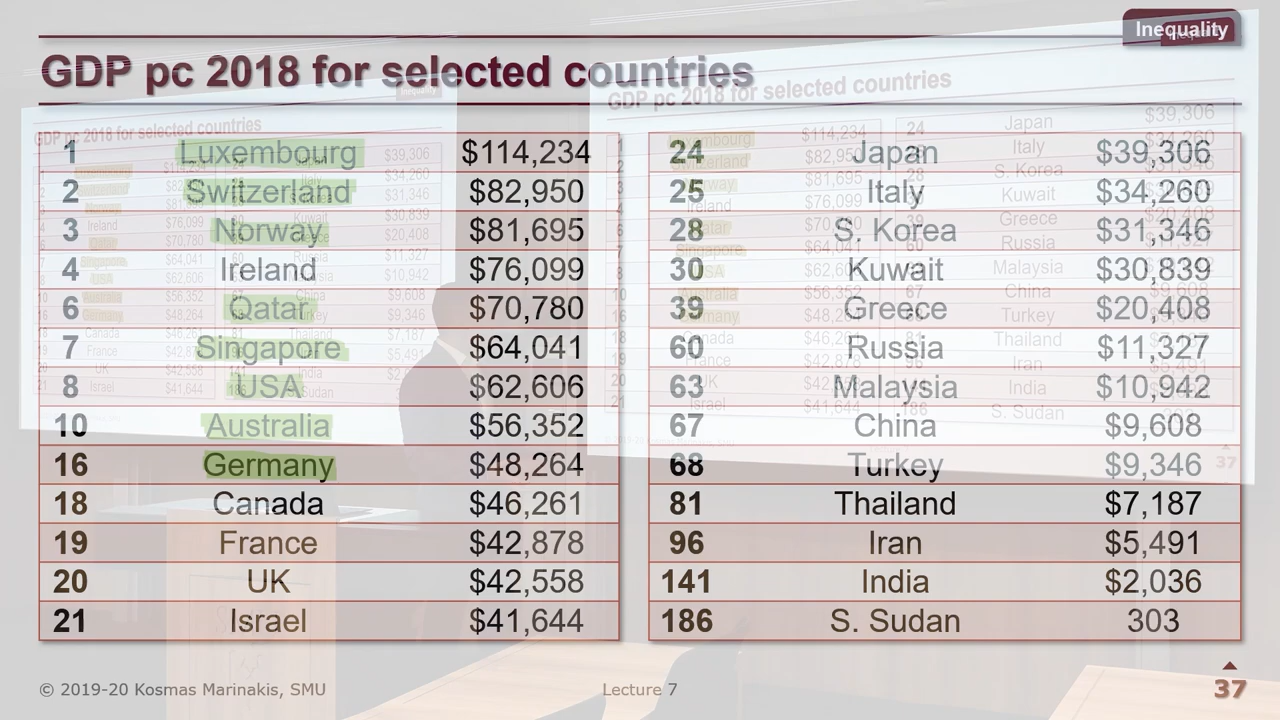 Inequality
GDP pc 2018 for selected countries
1 Luxembourg $114,234
2 Switzerland $82,950
3 Norway $81,695
4 Ireland $76,099
6 Qatar $70,780
7 Singapore $64,041
8 USA $62,606
10 Australia $56,352
16 Germany $48,264
18 Canada $46,261
19 France $42,878
20 UK $42,558
21 Israel $41,644
24 Japan $39,306
25 Italy $34,260
28 S. Korea $31,346
30 Kuwait $30,839
39 Greece $20,408
60 Russia $11,327
63 Malaysia $10,942
67 China $9,608
68 Turkey $9,346
81 Thailand $7,187
96 Iran $5,491
141 India $2,036
186 S. Sudan 303
© 2019-20 Kosmas Marinakis, SMU
Lecture 7
37